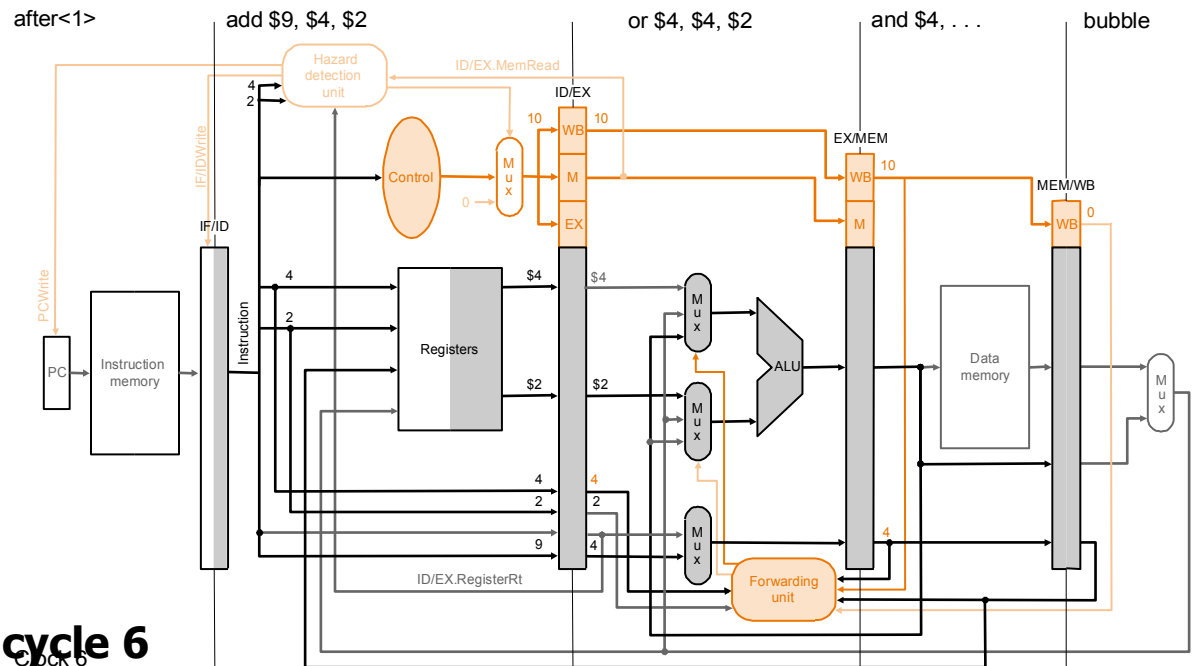 after<1>
add $9, $4, $2
or $4, $4, $2
and $4, . . .
bubble
Hazard
detection
unit
ID/EX.MemRead
4
2
ID/EX
10
WB
10
EX/MEM
Control
M
u
x
M
0
EX
WB
10
M
MEM/WB
WB
0
IF/IDWrite
PCWrite
IF/ID
Instruction
4
2
$4
$4
Registers
$2
$2
PC
Instruction
memory
M
u
x
M
u
x
ALU
Data
memory
M
u
x
4
4
2
2
9
4
M
u
x
4
ID/EX.RegisterRt
Forwarding
unit
cycle 6
Clock 6